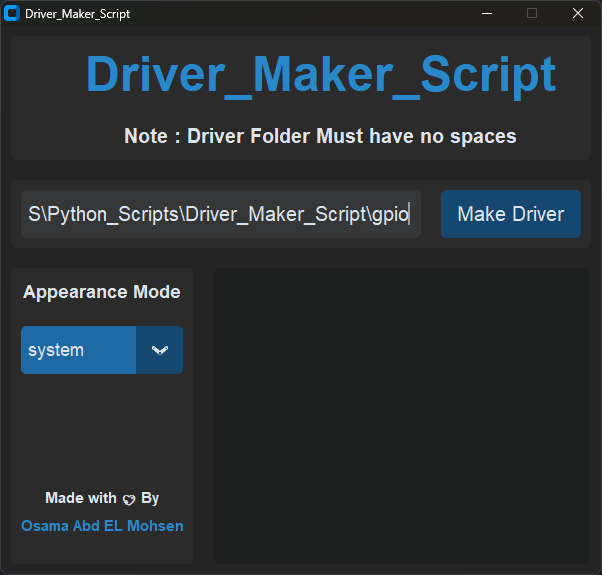 Driver_Maker_Script
Driver_Maker_Script
Note : Driver Folder Must have no spaces
S\Python_Scripts\Driver_Maker_Script\gpio
Make Driver
Appearance Mode
system
Made with By
Osama Abd EL Mohsen